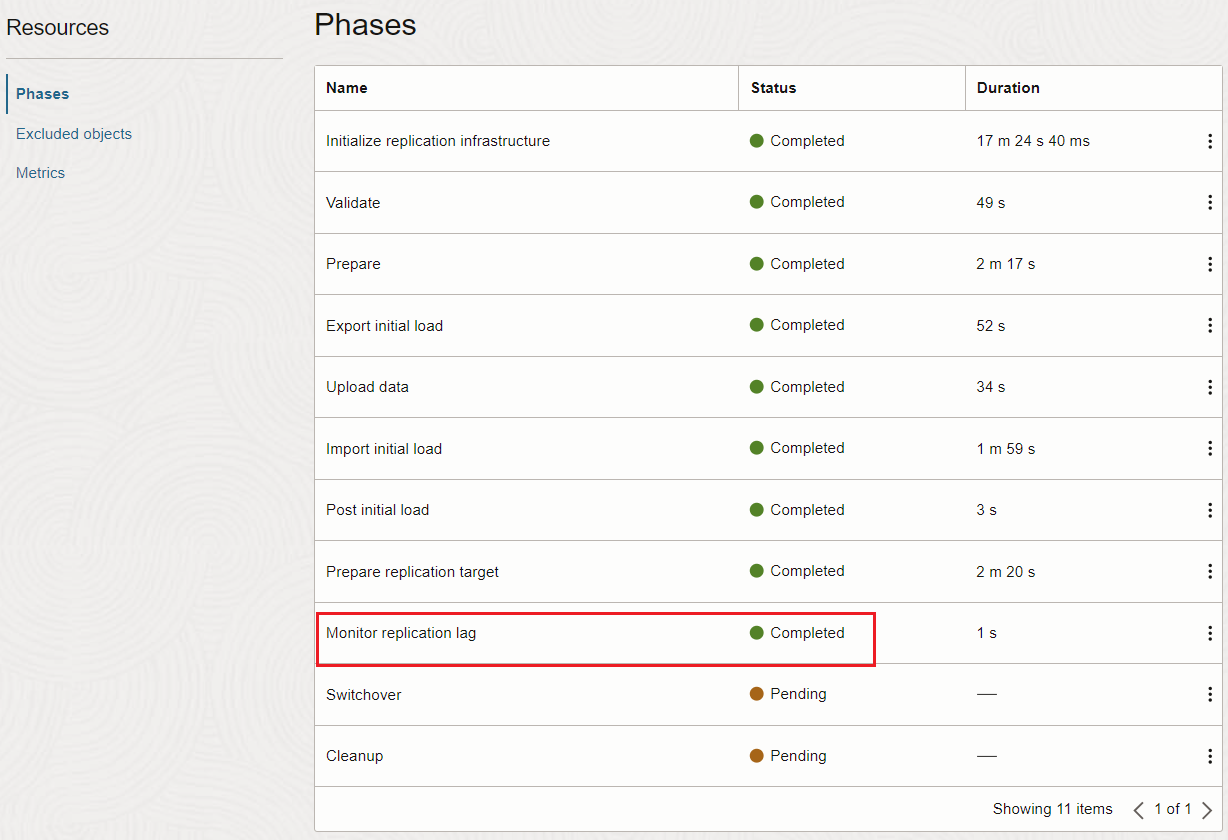 Resources
Phases
Excluded objects
Metrics
Phases
Name Status Duration
Initialize replication infrastructure Completed 17 m 24 s 40 ms
Validate Completed 49 s
Prepare Completed 2 m 17 s
Export initial load Completed 52 s
Upload data Completed 34 s
Import initial load Completed 1 m 59 s
Post initial load Completed 3 s
Prepare replication target Completed 2 m 20 s
Monitor replication lag Completed 1 s
Switchover Pending —
Cleanup Pending —
Showing 11 items 1 of 1